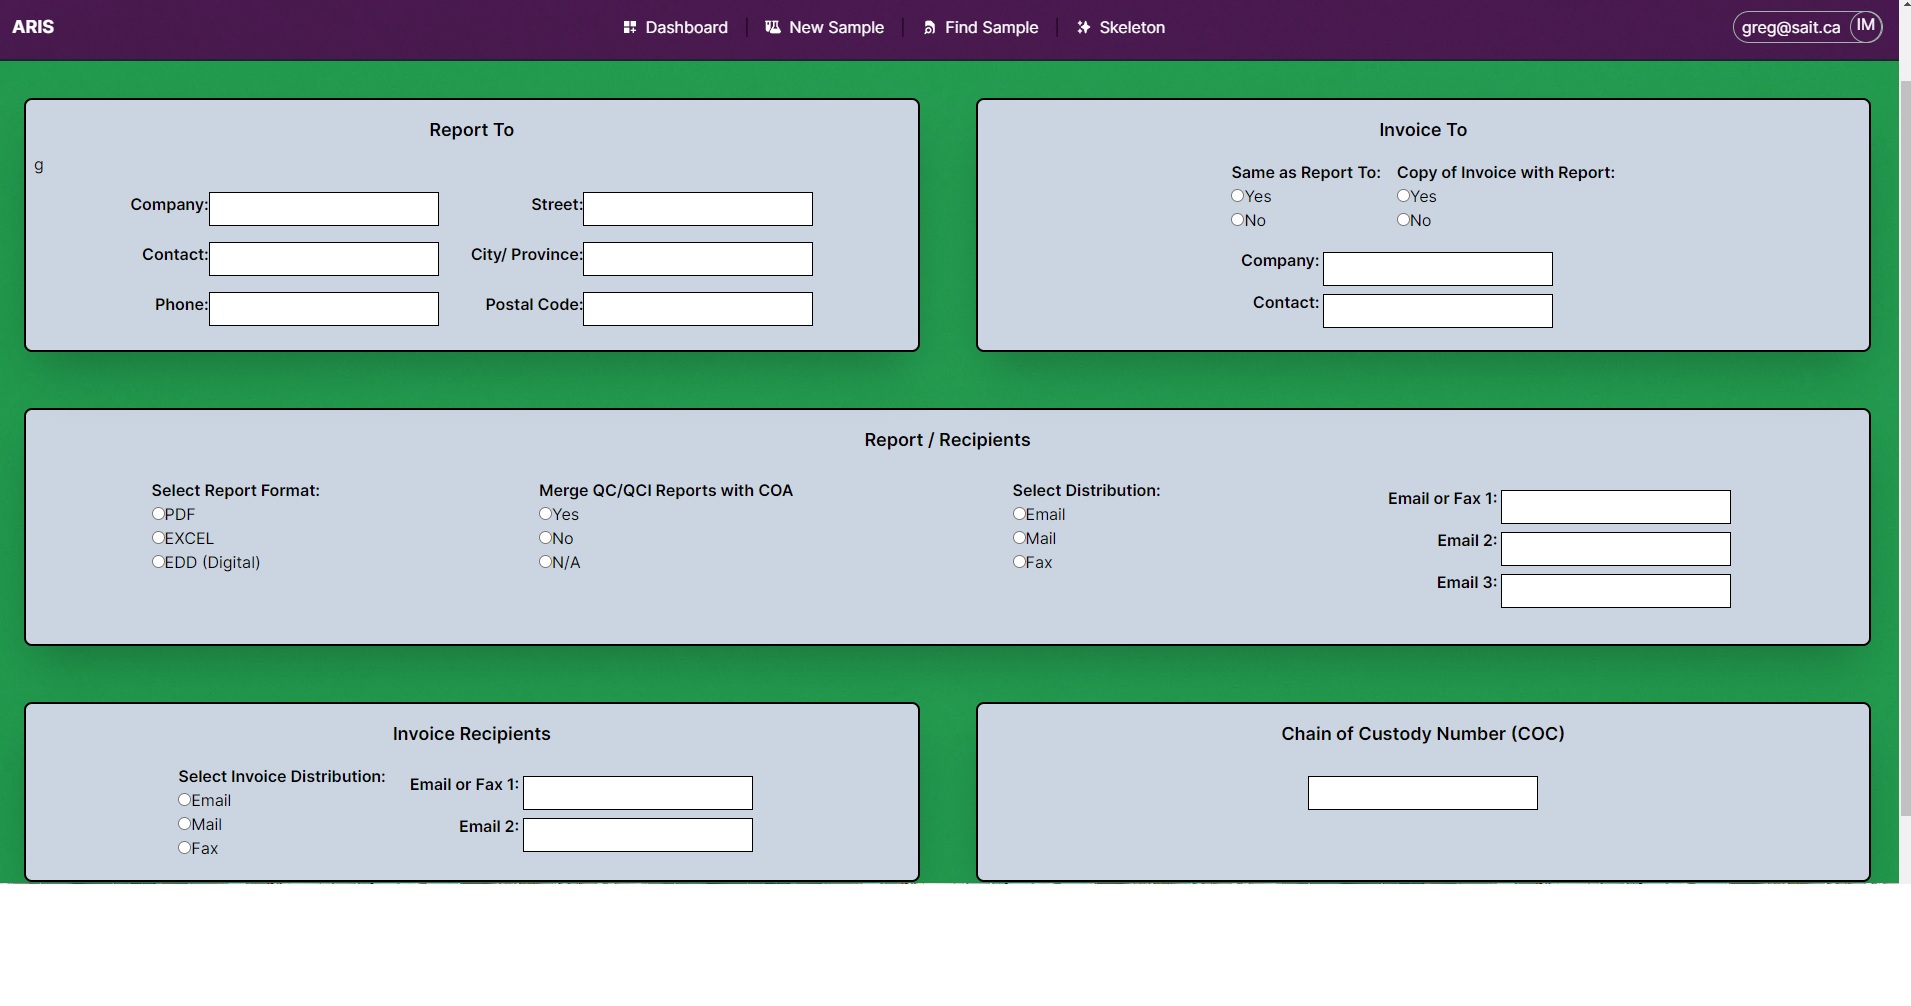 ARIS
Dashboard
New Sample
Find Sample
Skeleton
greg@sait.ca
IM
Report To
g
Company:
Street:
Contact:
City/ Province:
Phone:
Postal Code:
Invoice To
Same as Report To:
Yes
No
Copy of Invoice with Report:
Yes
No
Company:
Contact:
Report / Recipients
Select Report Format:
PDF
EXCEL
EDD (Digital)
Merge QC/QCI Reports with COA
Yes
No
N/A
Select Distribution:
Email
Mail
Fax
Email or Fax 1:
Email 2:
Email 3:
Invoice Recipients
Select Invoice Distribution:
Email
Mail
Fax
Email or Fax 1:
Email 2:
Chain of Custody Number (COC)